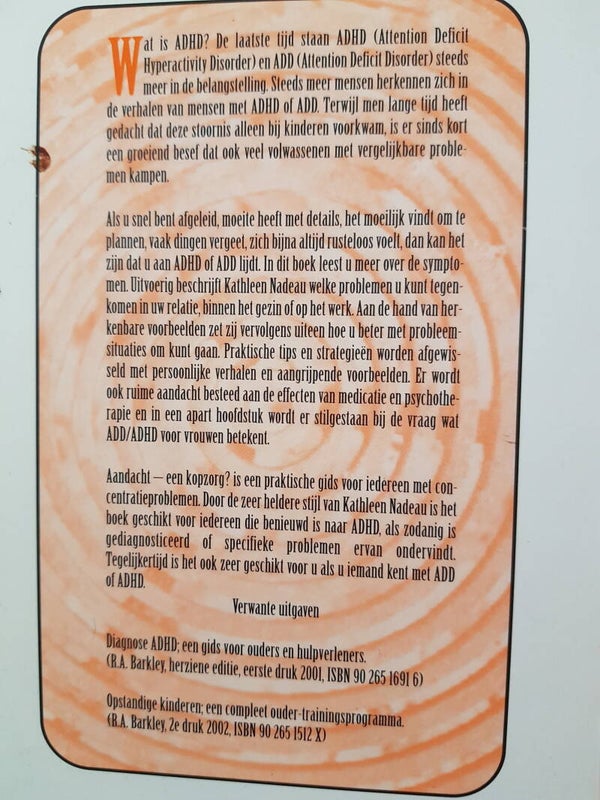 Wat is ADHD? De laatste tijd staan ADHD (Attention Deficit
Hyperactivity Disorder) en ADD (Attention Deficit Disorder) steeds
meer in de belangstelling. Steeds meer mensen herkennen zich in
de verhalen van mensen met ADHD of ADD. Terwijl men lange tijd heeft
gedacht dat deze stoornis alleen bij kinderen voorkwam, is er sinds kort
een groeiend besef dat ook veel volwassenen met vergelijkbare proble-
men kampen.
Als u snel bent afgeleid, moeite heeft met details, het moeilijk vindt om te
plannen, vaak dingen vergeet, zich bijna altijd rusteloos voelt, dan kan het
zijn dat u aan ADHD of ADD lijdt. In dit boek leest u meer over de sympto-
men. Uitvoerig beschrijft Kathleen Nadeau welke problemen u kunt tegen-
komen in uw relatie, binnen het gezin of op het werk. Aan de hand van her-
kenbare voorbeelden zet zij vervolgens uiteen hoe u beter met probleem-
situaties om kunt gaan. Praktische tips en strategieën worden afgewis-
seld met persoonlijke verhalen en aangrijpende voorbeelden. Er wordt
ook ruime aandacht besteed aan de effecten van medicatie en psychothe-
rapie en in een apart hoofdstuk wordt er stilgestaan bij de vraag wat
ADD/ADHD voor vrouwen betekent.
Aandacht – een kopzorg? is een praktische gids voor iedereen met con-
centratieproblemen. Door de zeer heldere stijl van Kathleen Nadeau is het
boek geschikt voor iedereen die benieuwd is naar ADHD, als zodanig is
gediagnosticeerd of specifieke problemen ervan ondervindt.
Tegelijkertijd is het ook zeer geschikt voor u als u iemand kent met ADD
of ADHD.
Verwante uitgaven
Diagnose ADHD; een gids voor ouders en hulpverleners.
(R.A. Barkley, herziene editie, eerste druk 2001, ISBN 90 265 1691 6)
Opstandige kinderen; een compleet ouder-trainingsprogramma.
(R.A. Barkley, 2e druk 2002, ISBN 90 265 1512 X)